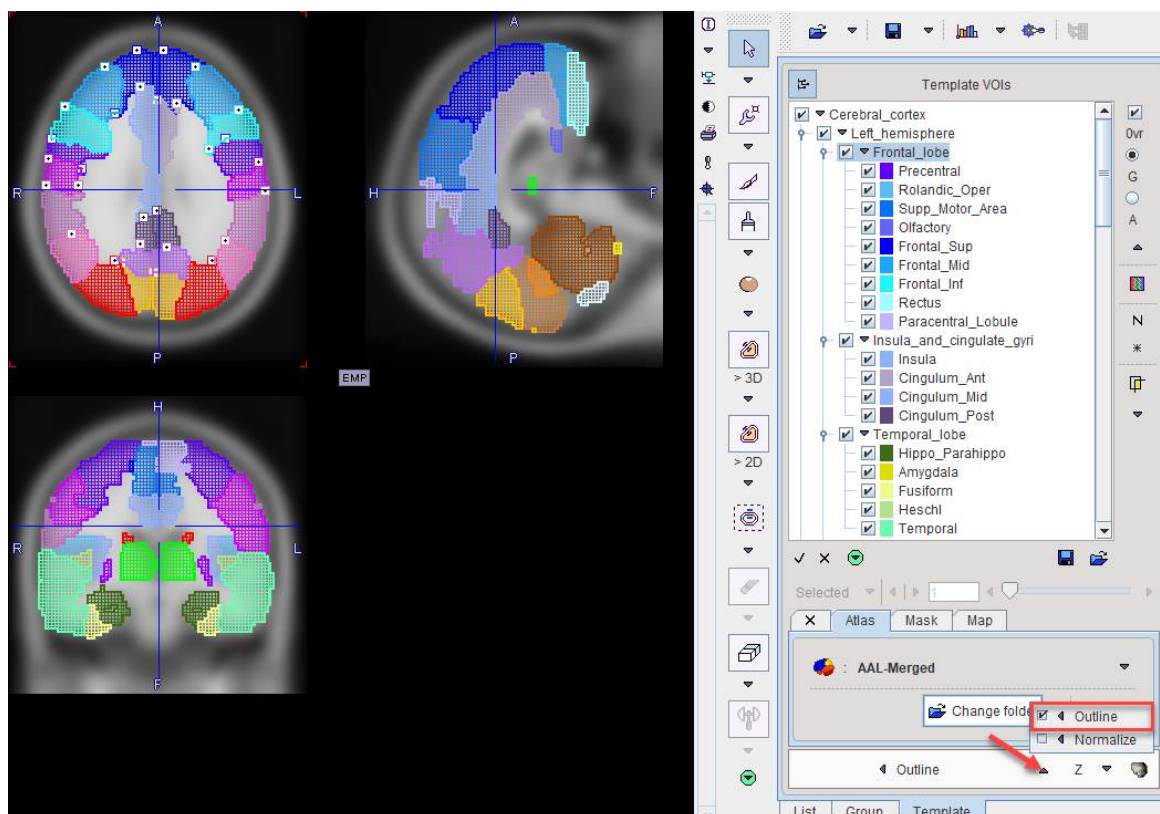 A
R
L
P
H
F
P
EMP
H
R
L
F
> 3D
> 2D
Template VOIs
Cerebral_cortex
Left_hemisphere
Frontal_lobe
Precentral
Rolandic_Oper
Supp_Motor_Area
Olfactory
Frontal_Sup
Frontal_Mid
Frontal_Inf
Rectus
Paracentral_Lobule
Insula_and_cingulate_gyri
Insula
Cingulum_Ant
Cingulum_Mid
Cingulum_Post
Temporal_lobe
Hippo_Parahippo
Amygdala
Fusiform
Heschl
Temporal
Ovr
G
A
N
Selected 1
X Atlas Mask Map
: AAL-Merged
Change folde
Outline
Normalize
Outline Z
List Group Template